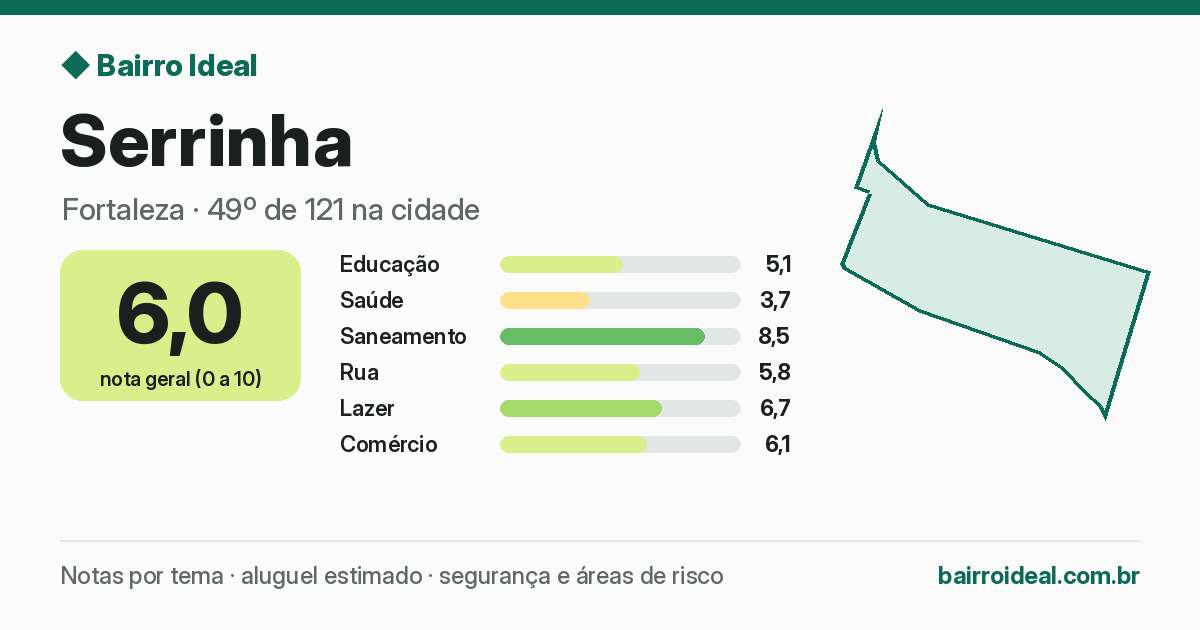 Bairro Ideal
Serrinha
Fortaleza · 49º de 121 na cidade
6,0
nota geral (0 a 10)
Educação 5,1
Saúde 3,7
Saneamento 8,5
Rua 5,8
Lazer 6,7
Comércio 6,1
Notas por tema · aluguel estimado · segurança e áreas de risco
bairroideal.com.br